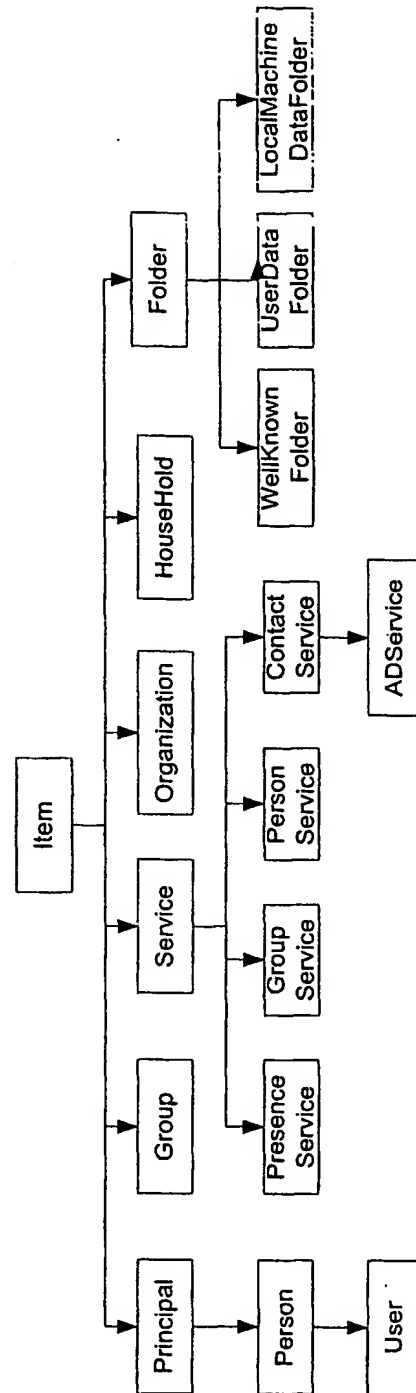 Item
Principal
Group
Service
Organization
HouseHold
Folder
Person
Presence
Service
Group
Service
Person
Service
Contact
Service
WellKnown
Folder
UserData
Folder
LocalMachine
DataFolder
User
ADService